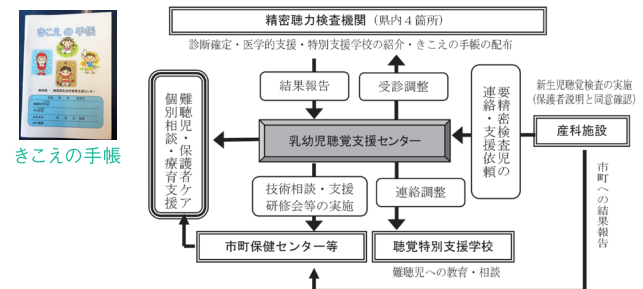 きこえの手帳
きこえの手帳
精密聴力検査機関（県内４箇所）
診断確定・医学的支援・特別支援学校の紹介・きこえの手帳の配布
結果報告
受診調整
難聴児・保護者ケア
個別相談・療育支援
乳幼児聴覚支援センター
要精密検査児の
連絡・支援依頼
新生児聴覚検査の実施
(保護者説明と同意確認)
産科施設
市町への結果報告
技術相談・支援
研修会等の実施
連絡調整
市町保健センター等
聴覚特別支援学校
難聴児への教育・相談